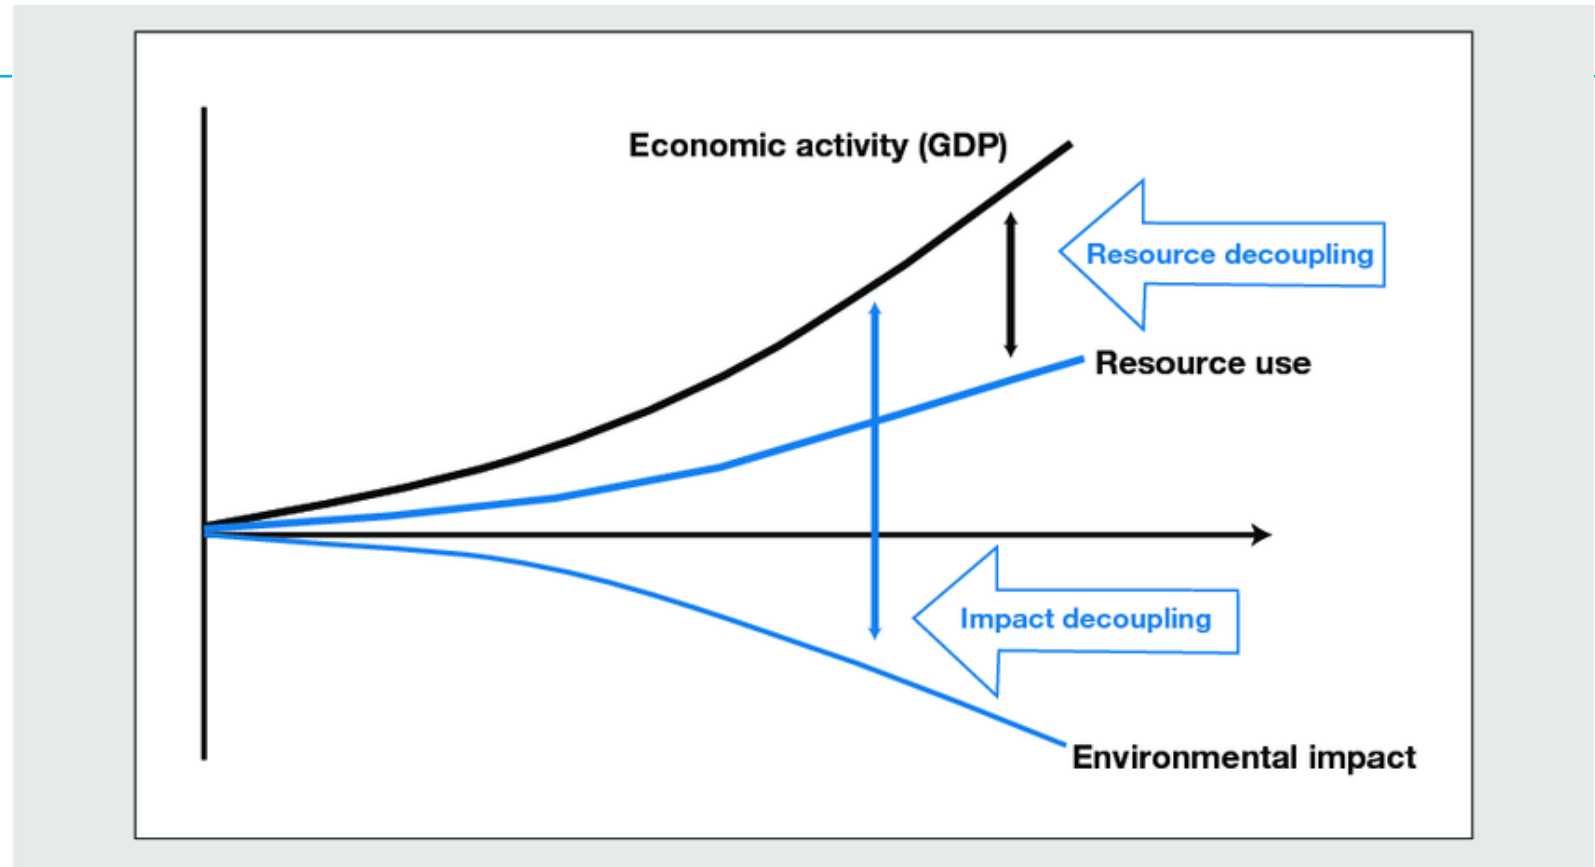 Economic activity (GDP)
Resource decoupling
Resource use
Impact decoupling
Environmental impact